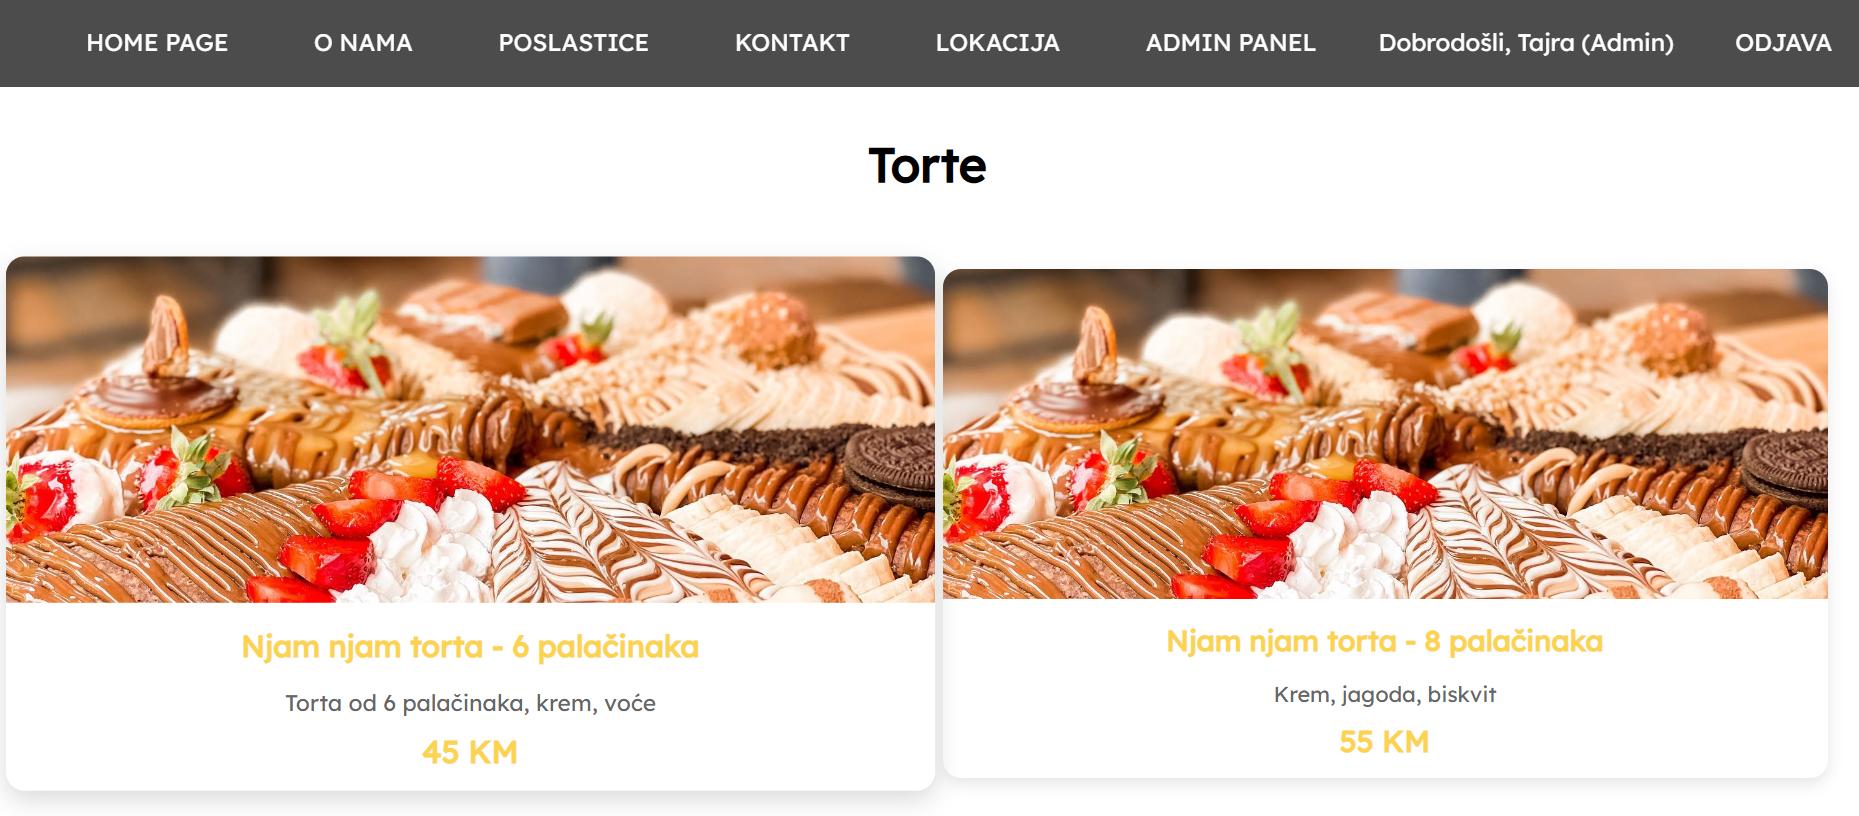 HOME PAGE O NAMA POSLASTICE KONTAKT LOKACIJA ADMIN PANEL Dobrodošli, Tajra (Admin) ODJAVA
Torte
Njam njam torta - 6 palačinaka
Torta od 6 palačinaka, krem, voće
45 KM
Njam njam torta - 8 palačinaka
Krem, jagoda, biskvit
55 KM